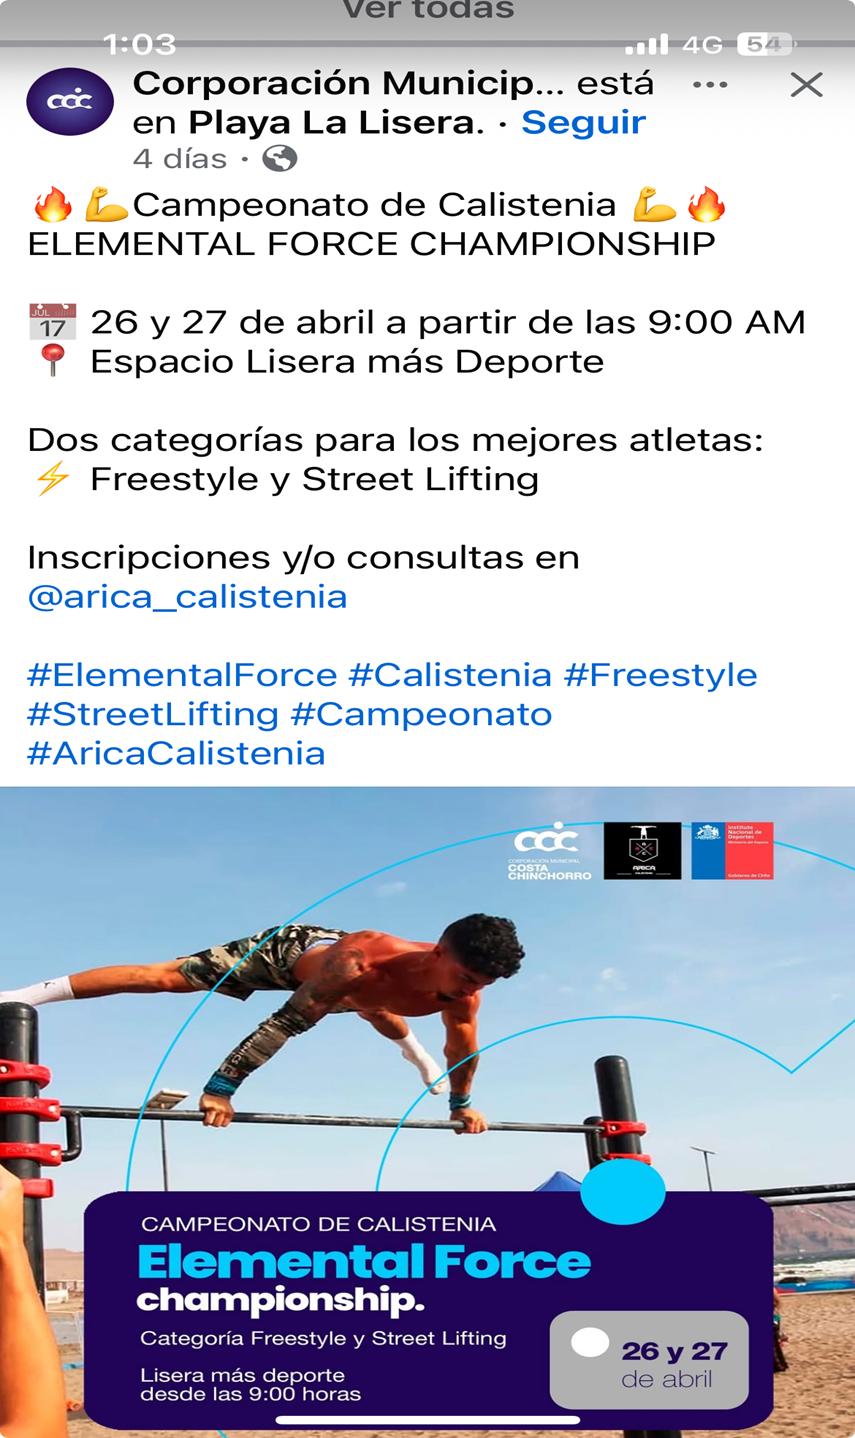 Ver todas
1:03
4G 54
Corporación Municip... está
en Playa La Lisera. · Seguir
4 días ·
🔥💪Campeonato de Calistenia 💪🔥
ELEMENTAL FORCE CHAMPIONSHIP
JUL
17
26 y 27 de abril a partir de las 9:00 AM
📍 Espacio Lisera más Deporte
Dos categorías para los mejores atletas:
⚡ Freestyle y Street Lifting
Inscripciones y/o consultas en
@arica_calistenia
#ElementalForce #Calistenia #Freestyle
#StreetLifting #Campeonato
#AricaCalistenia
CORPORACIÓN MUNICIPAL
COSTA
CHINCHORRO
ARICA
Instituto
Nacional de
Deportes
Ministerio del Deporte
Gobierno de Chile
CAMPEONATO DE CALISTENIA
Elemental Force
championship.
Categoría Freestyle y Street Lifting
Lisera más deporte
desde las 9:00 horas
26 y 27
de abril